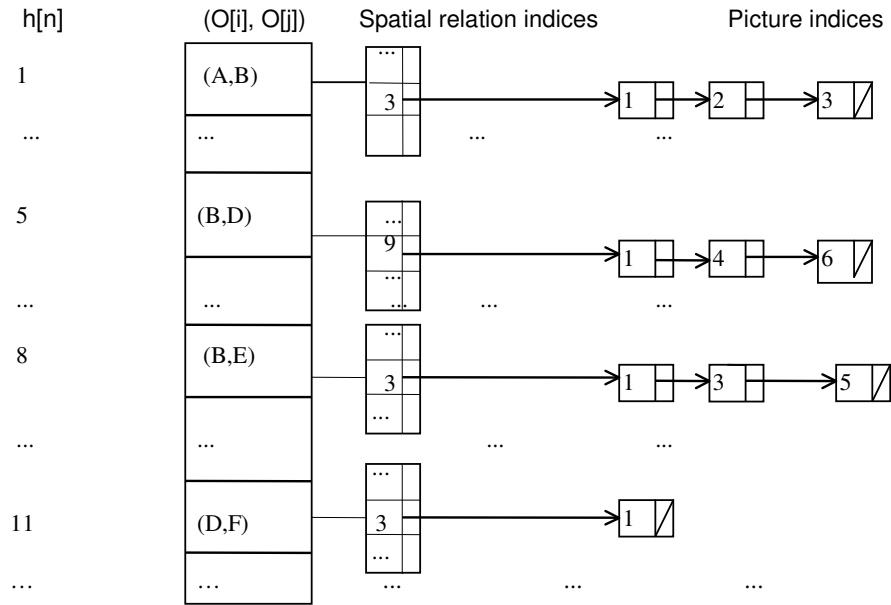 h[n] (O[i], O[j]) Spatial relation indices Picture indices
...
1 (A,B) 3 1 2 3
... ... ... ...
5 (B,D) ...
9 1 4 6
...
... ... ... ... ...
...
8 (B,E) 3 1 3 5
...
... ... ... ...
...
11 (D,F) 3 1
...
... ... ... ... ...